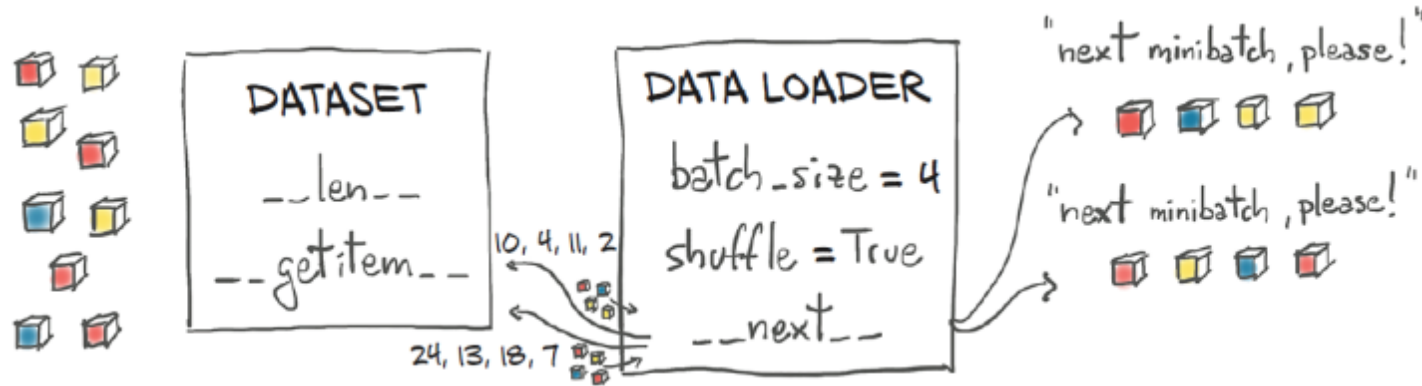 DATASET
__len__
__getitem__
10, 4, 11, 2
24, 13, 18, 7
DATA LOADER
batch_size = 4
shuffle = True
__next__
"next minibatch, please!"
"next minibatch, please!"